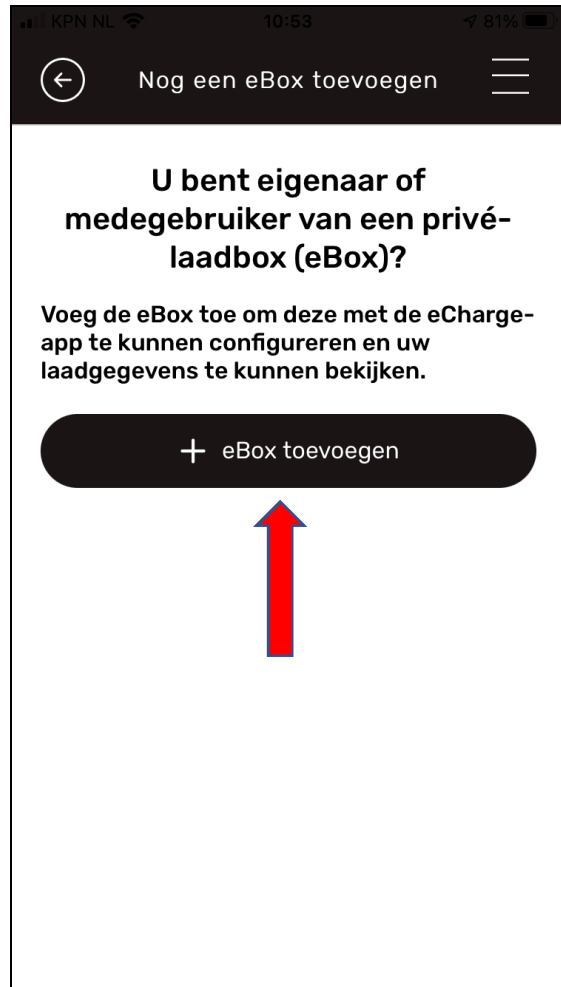 KPN NL 10:53 81%
Nog een eBox toevoegen
U bent eigenaar of
medegebruiker van een privé-
laadbox (eBox)?
Voeg de eBox toe om deze met de eCharge-
app te kunnen configureren en uw
laadgegevens te kunnen bekijken.
+ eBox toevoegen